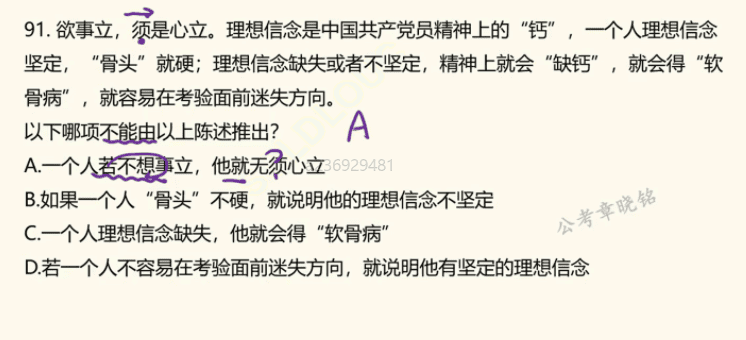 91. 欲事立，须是心立。理想信念是中国共产党员精神上的“钙”，一个人理想信念
坚定，“骨头”就硬；理想信念缺失或者不坚定，精神上就会“缺钙”，就会得“软
骨病”，就容易在考验面前迷失方向。
以下哪项不能由以上陈述推出？ A
A.一个人若不想事立，他就无须心立 ?
36929481
B.如果一个人“骨头”不硬，就说明他的理想信念不坚定
公考章晓铭
C.一个人理想信念缺失，他就会得“软骨病”
D.若一个人不容易在考验面前迷失方向，就说明他有坚定的理想信念